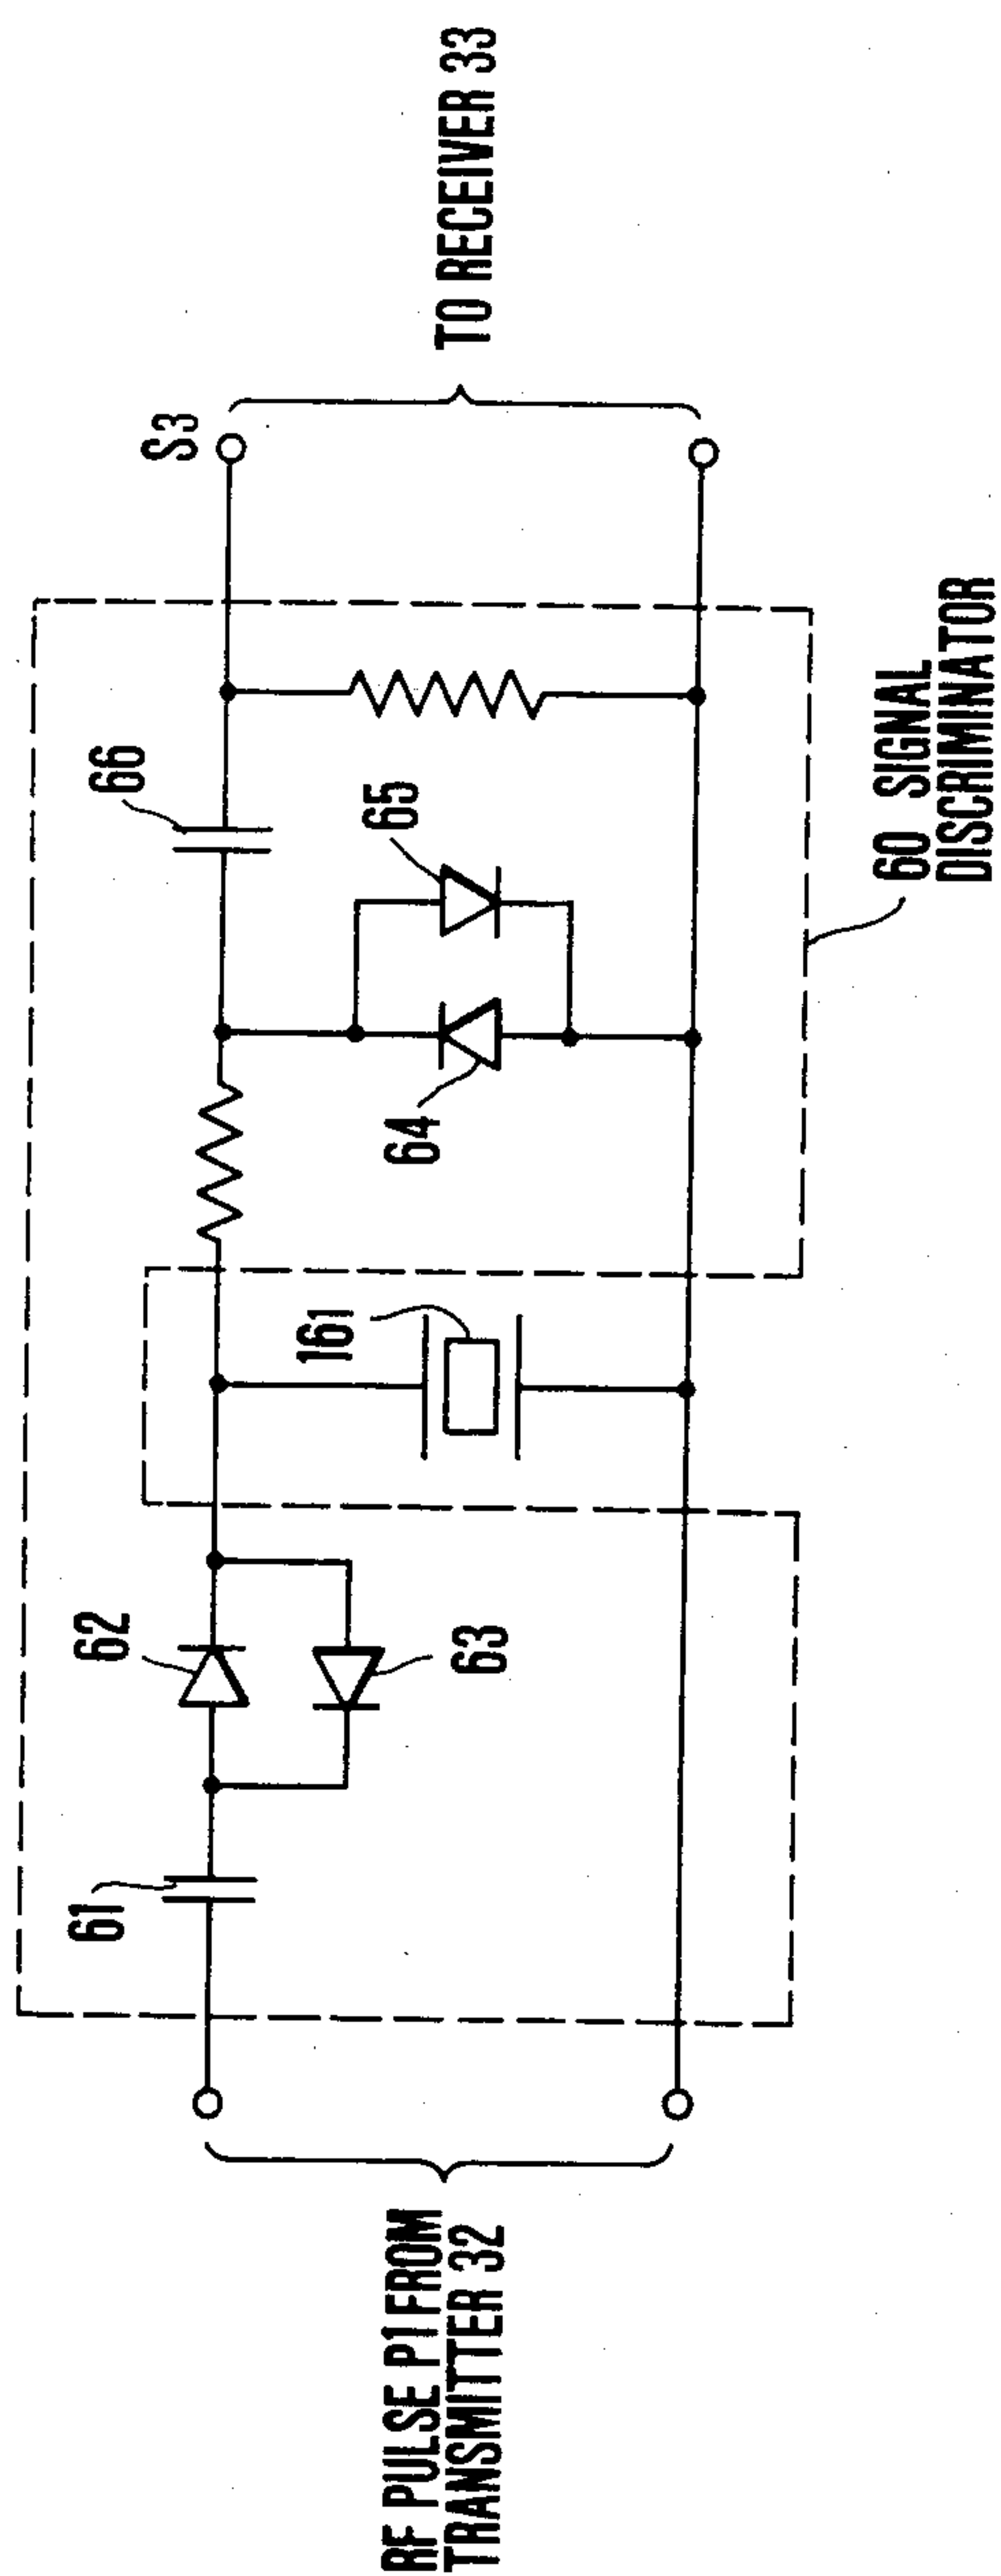 RF PULSE P1 FROM
TRANSMITTER 32
61
62
63
161
64
65
66
S3
TO RECEIVER 33
60 SIGNAL
DISCRIMINATOR